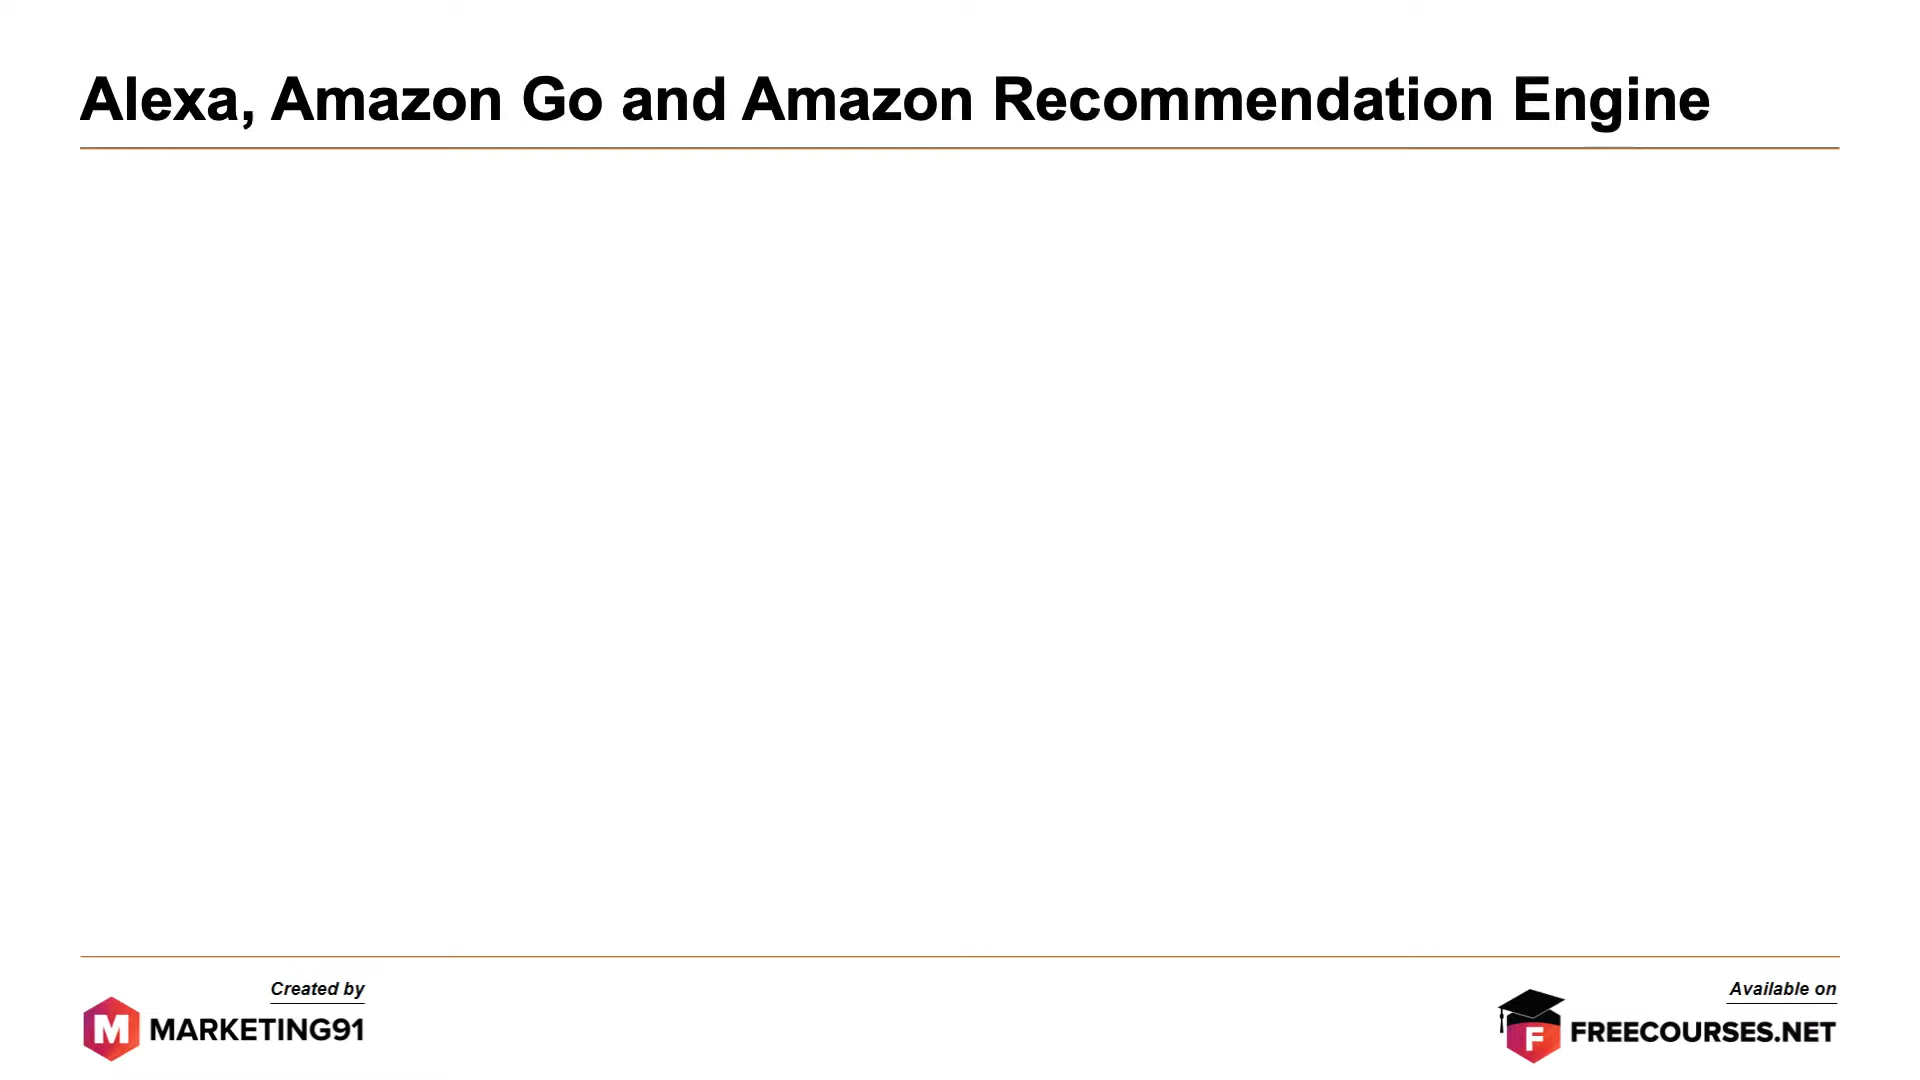 Alexa, Amazon Go and Amazon Recommendation Engine
Created by
M MARKETING91
Available on
F FREECOURSES.NET